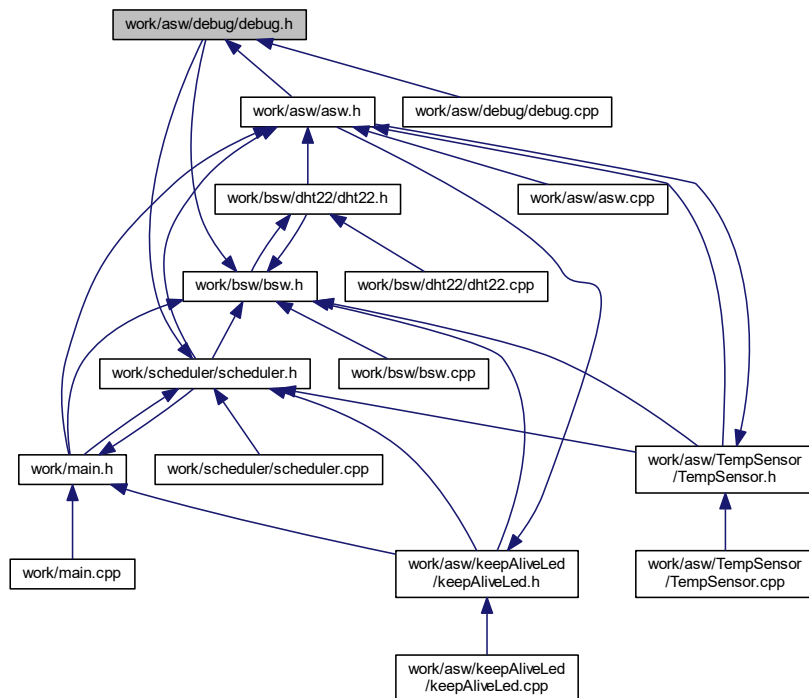 work/asw/debug/debug.h
work/asw/asw.h
work/asw/debug/debug.cpp
work/bsw/dht22/dht22.h
work/asw/asw.cpp
work/bsw/bsw.h
work/bsw/dht22/dht22.cpp
work/scheduler/scheduler.h
work/bsw/bsw.cpp
work/main.h
work/scheduler/scheduler.cpp
work/asw/TempSensor
/TempSensor.h
work/main.cpp
work/asw/keepAliveLed
/keepAliveLed.h
work/asw/TempSensor
/TempSensor.cpp
work/asw/keepAliveLed
/keepAliveLed.cpp